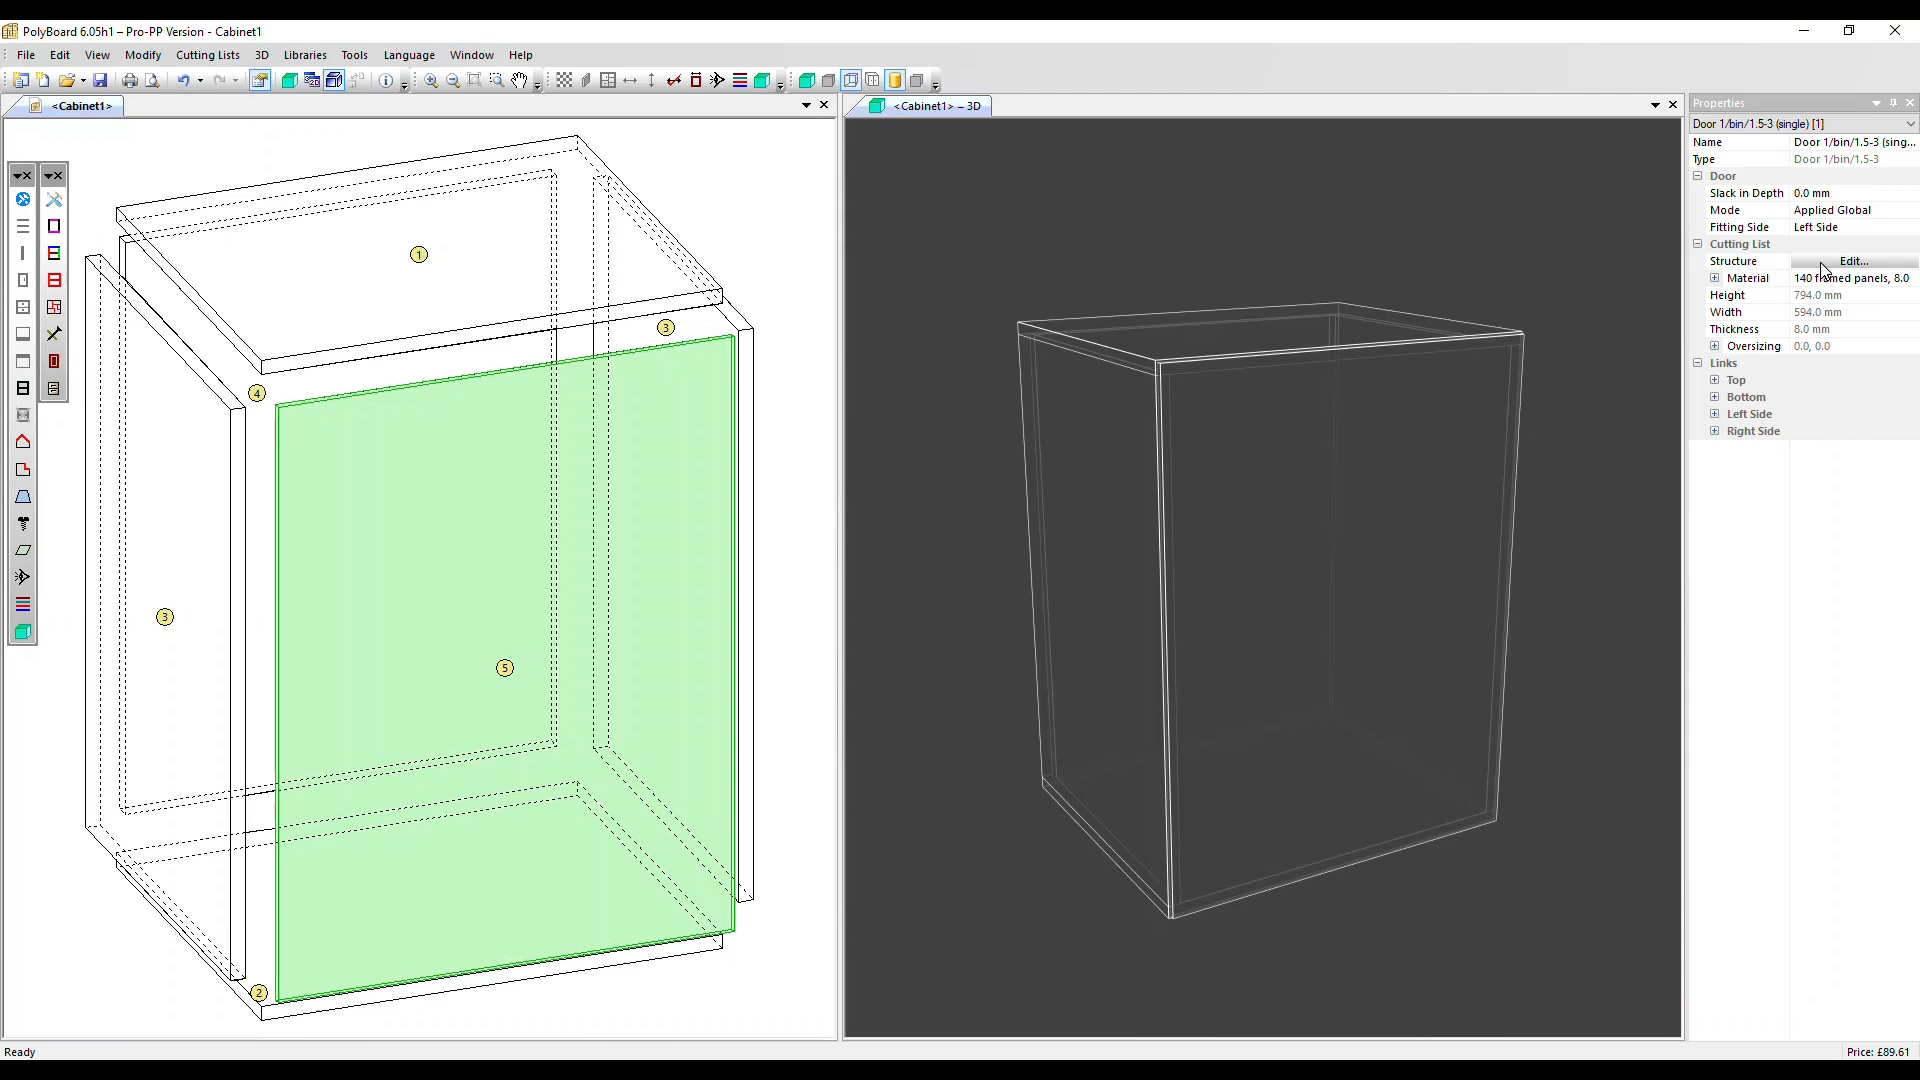 PolyBoard 6.05h1 – Pro-PP Version - Cabinet1
File Edit View Modify Cutting Lists 3D Libraries Tools Language Window Help
<Cabinet1>
<Cabinet1> – 3D
1
3
4
3
5
2
Properties
Door 1/bin/1.5-3 (single) [1]
Name Door 1/bin/1.5-3 (sing...
Type Door 1/bin/1.5-3
Door
Slack in Depth 0.0 mm
Mode Applied Global
Fitting Side Left Side
Cutting List
Structure Edit...
Material 140 framed panels, 8.0
Height 794.0 mm
Width 594.0 mm
Thickness 8.0 mm
Oversizing 0.0, 0.0
Links
Top
Bottom
Left Side
Right Side
Ready
Price: £89.61